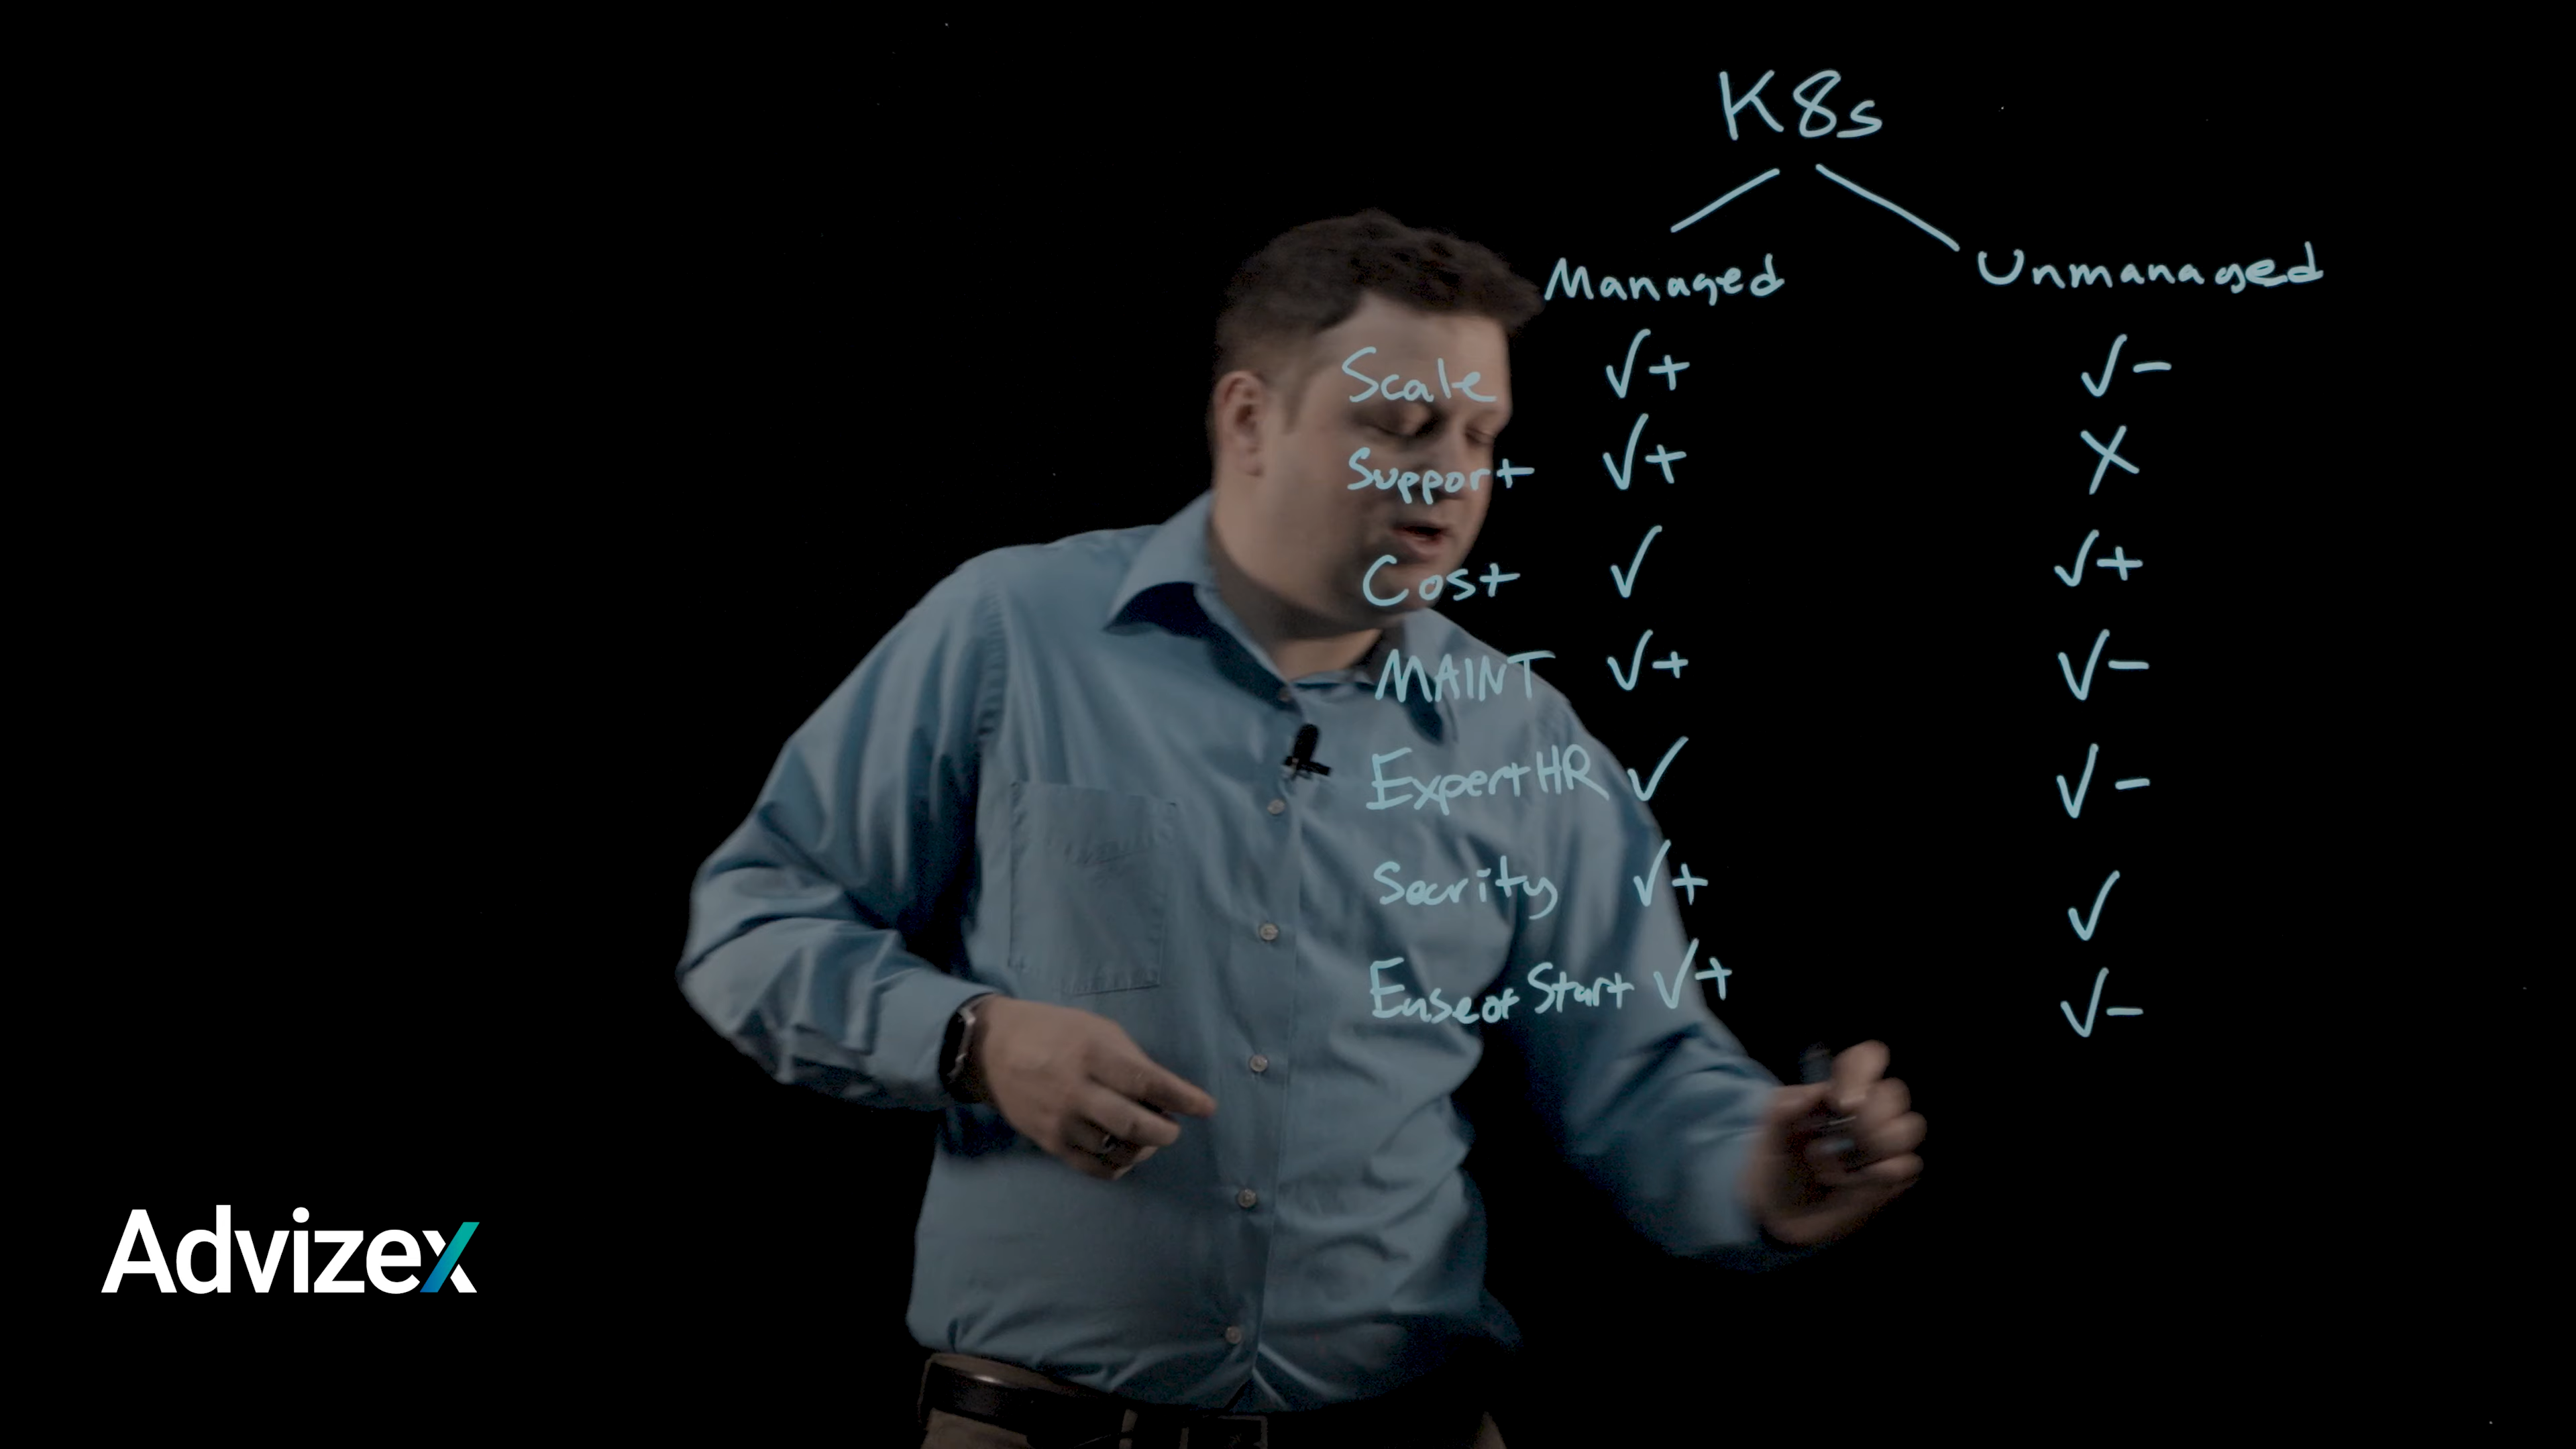 K8s
Managed Unmanaged
Scale √+ √-
Support √+ X
Cost √ √+
MAINT √+ √-
Expert HR √ √-
Secrity √+ √
Ease of Start √+ √-
Advizex